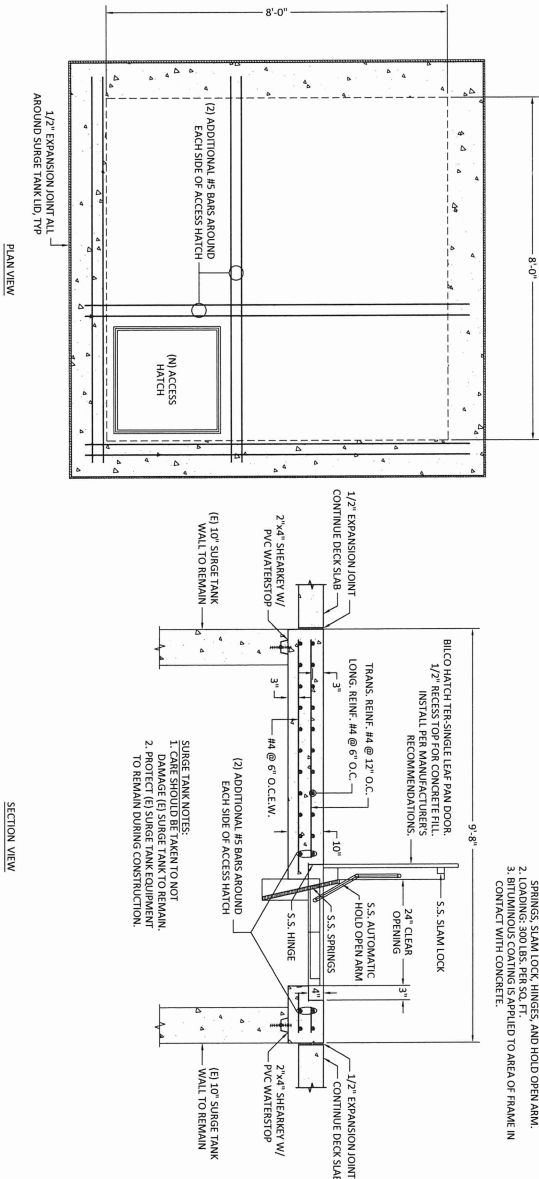 8'-0"
8'-0"
(2) ADDITIONAL #5 BARS AROUND
EACH SIDE OF ACCESS HATCH
(N) ACCESS
HATCH
1/2" EXPANSION JOINT ALL
AROUND SURGE TANK LID, TYP
PLAN VIEW
SPRINGS, SLAM LOCK, HINGES, AND HOLD OPEN ARM.
2. LOADING: 300 LBS. PER SQ. FT.
3. BITUMINOUS COATING IS APPLIED TO AREA OF FRAME IN
CONTACT WITH CONCRETE.
9'-8"
BILCO HATCH TER-SINGLE LEAF PAN DOOR.
1/2" RECESS TOP FOR CONCRETE FILL.
INSTALL PER MANUFACTURER'S
RECOMMENDATIONS.
S.S. SLAM LOCK
24" CLEAR
OPENING
3"
S.S. AUTOMATIC
HOLD OPEN ARM
S.S. SPRINGS
S.S. HINGE
1/2" EXPANSION JOINT
CONTINUE DECK SLAB
TRANS. REINF. #4 @ 12" O.C.
LONG. REINF. #4 @ 6" O.C.
3"
10"
4"
1/2" EXPANSION JOINT
CONTINUE DECK SLAB
2"x4" SHEARKEY W/
PVC WATERSTOP
3"
#4 @ 6" O.C.E.W.
2"x4" SHEARKEY W/
PVC WATERSTOP
(E) 10" SURGE TANK
WALL TO REMAIN
(2) ADDITIONAL #5 BARS AROUND
EACH SIDE OF ACCESS HATCH
(E) 10" SURGE TANK
WALL TO REMAIN
SURGE TANK NOTES:
1. CARE SHOULD BE TAKEN TO NOT
DAMAGE (E) SURGE TANK TO REMAIN.
2. PROTECT (E) SURGE TANK EQUIPMENT
TO REMAIN DURING CONSTRUCTION.
SECTION VIEW